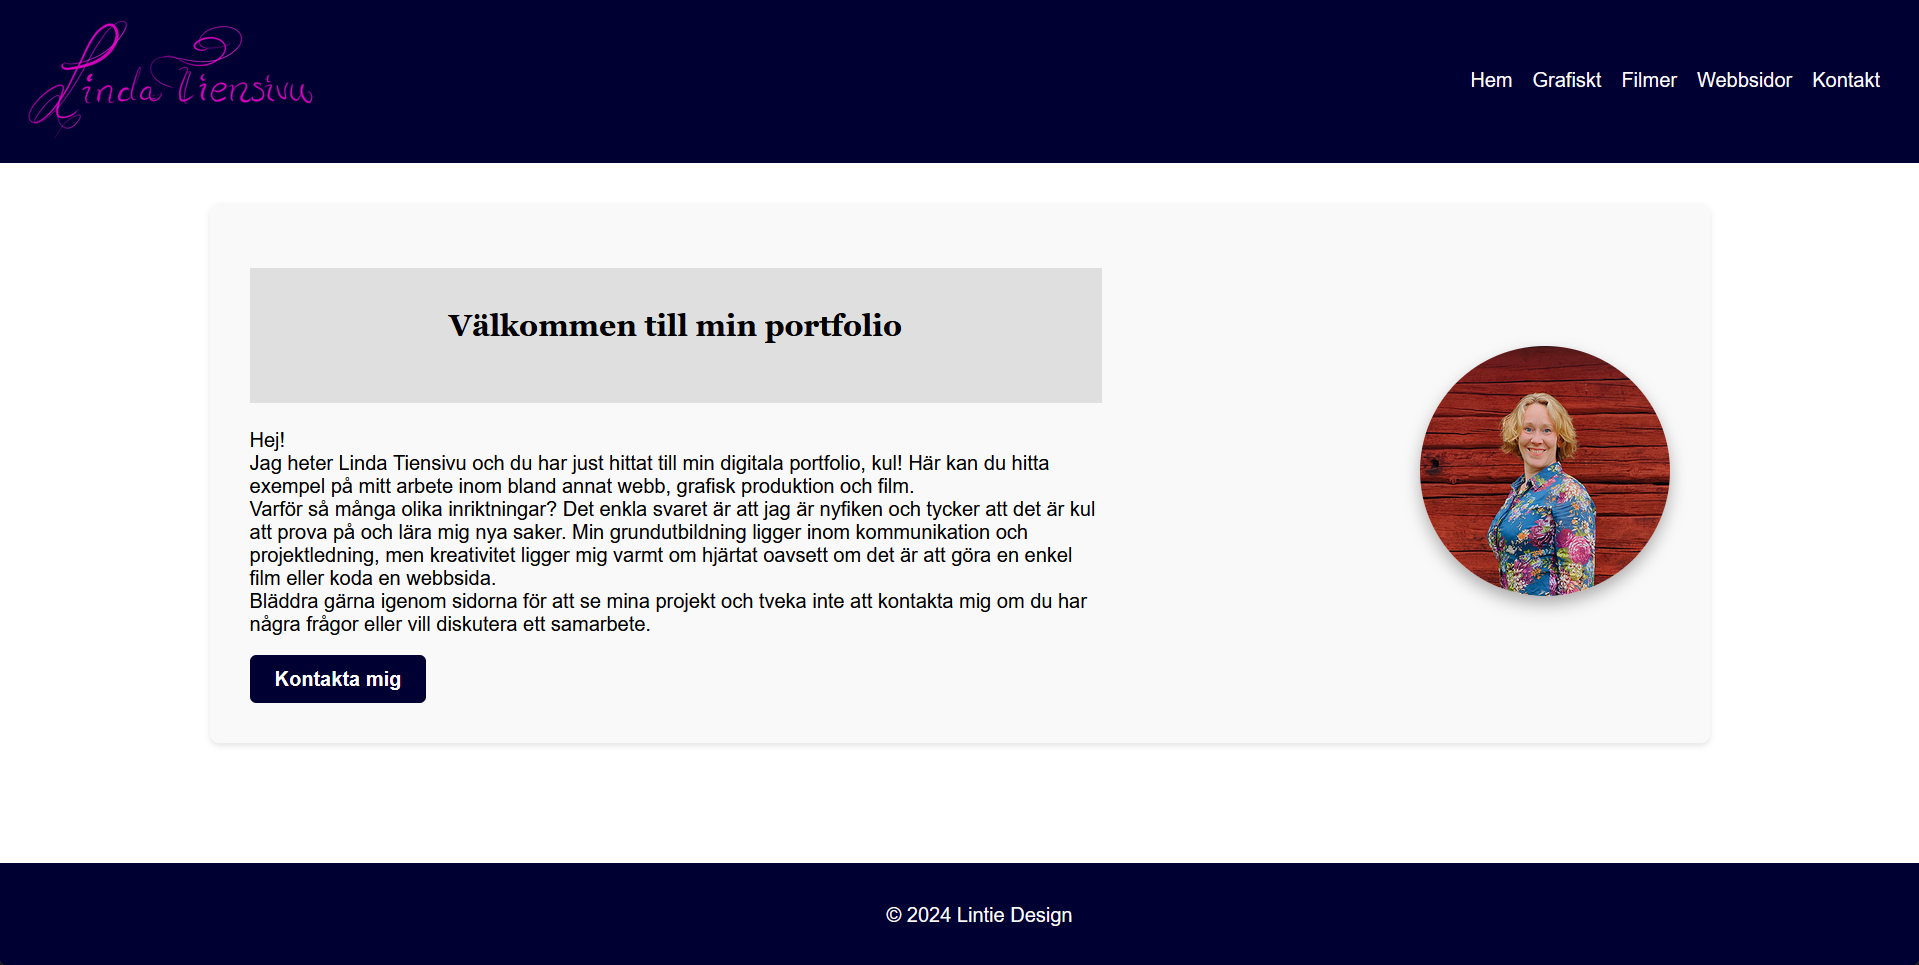 Linda Tiensivu
Hem Grafiskt Filmer Webbsidor Kontakt
Välkommen till min portfolio
Hej!
Jag heter Linda Tiensivu och du har just hittat till min digitala portfolio, kul! Här kan du hitta
exempel på mitt arbete inom bland annat webb, grafisk produktion och film.
Varför så många olika inriktningar? Det enkla svaret är att jag är nyfiken och tycker att det är kul
att prova på och lära mig nya saker. Min grundutbildning ligger inom kommunikation och
projektledning, men kreativitet ligger mig varmt om hjärtat oavsett om det är att göra en enkel
film eller koda en webbsida.
Bläddra gärna igenom sidorna för att se mina projekt och tveka inte att kontakta mig om du har
några frågor eller vill diskutera ett samarbete.
Kontakta mig
© 2024 Lintie Design